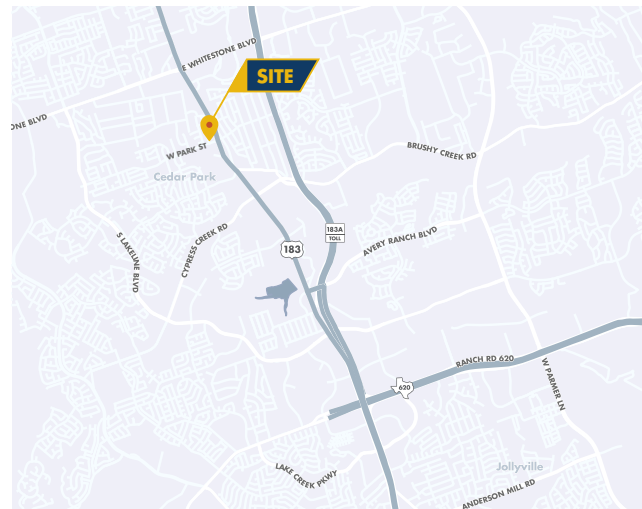 E WHITESTONE BLVD
SITE
ONE BLVD
W PARK ST
BRUSHY CREEK RD
Cedar Park
S LAKELINE BLVD
CYPRESS CREEK RD
183A
TOLL
183
AVERY RANCH BLVD
RANCH RD 620
620
W PARMER LN
LAKE CREEK PKWY
Jollyville
ANDERSON MILL RD